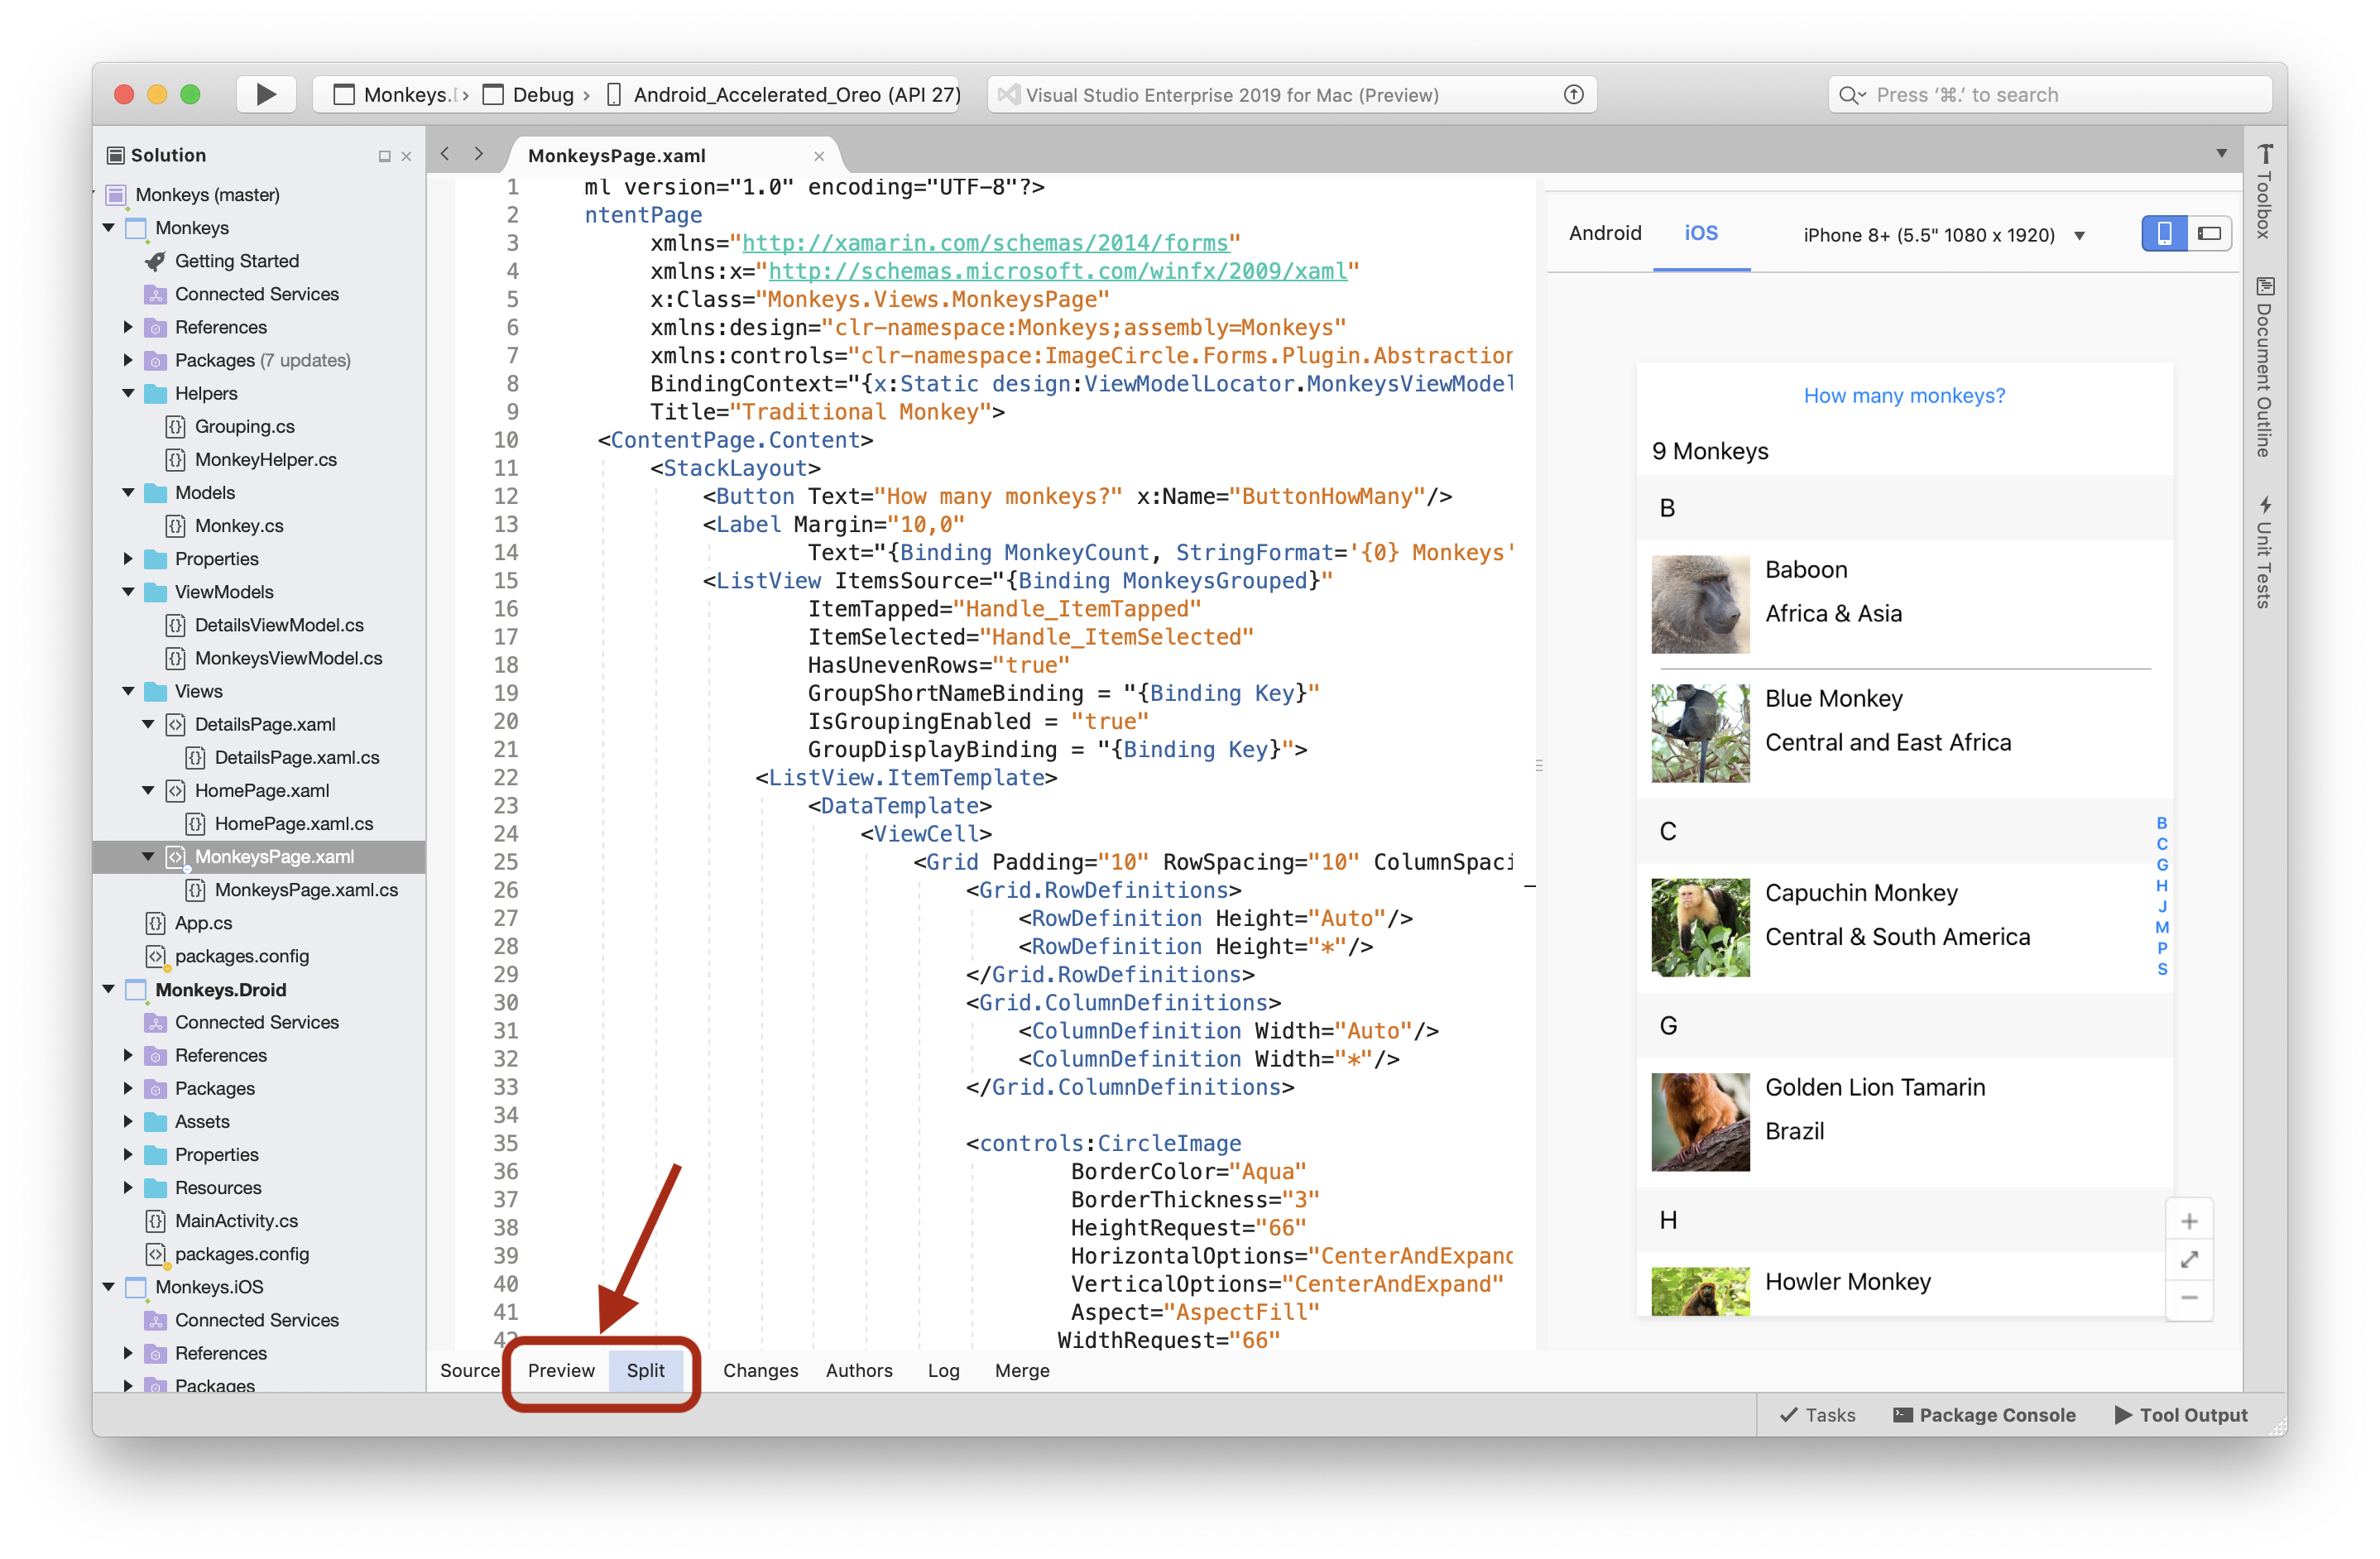 Monkeys. Debug Android_Accelerated_Oreo (API 27)
Visual Studio Enterprise 2019 for Mac (Preview)
Press ‘⌘.’ to search
Solution
Monkeys (master)
Monkeys
Getting Started
Connected Services
References
Packages (7 updates)
Helpers
Grouping.cs
MonkeyHelper.cs
Models
Monkey.cs
Properties
ViewModels
DetailsViewModel.cs
MonkeysViewModel.cs
Views
DetailsPage.xaml
DetailsPage.xaml.cs
HomePage.xaml
HomePage.xaml.cs
MonkeysPage.xaml
MonkeysPage.xaml.cs
App.cs
packages.config
Monkeys.Droid
Connected Services
References
Packages
Assets
Properties
Resources
MainActivity.cs
packages.config
Monkeys.iOS
Connected Services
References
Packages
MonkeysPage.xaml
1 ml version="1.0" encoding="UTF-8"?>
2 ntentPage
3 xmlns="http://xamarin.com/schemas/2014/forms"
4 xmlns:x="http://schemas.microsoft.com/winfx/2009/xaml"
5 x:Class="Monkeys.Views.MonkeysPage"
6 xmlns:design="clr-namespace:Monkeys;assembly=Monkeys"
7 xmlns:controls="clr-namespace:ImageCircle.Forms.Plugin.Abstraction
8 BindingContext="{x:Static design:ViewModelLocator.MonkeysViewModel
9 Title="Traditional Monkey">
10 <ContentPage.Content>
11 <StackLayout>
12 <Button Text="How many monkeys?" x:Name="ButtonHowMany"/>
13 <Label Margin="10,0"
14 Text="{Binding MonkeyCount, StringFormat='{0} Monkeys'
15 <ListView ItemsSource="{Binding MonkeysGrouped}"
16 ItemTapped="Handle_ItemTapped"
17 ItemSelected="Handle_ItemSelected"
18 HasUnevenRows="true"
19 GroupShortNameBinding = "{Binding Key}"
20 IsGroupingEnabled = "true"
21 GroupDisplayBinding = "{Binding Key}">
22 <ListView.ItemTemplate>
23 <DataTemplate>
24 <ViewCell>
25 <Grid Padding="10" RowSpacing="10" ColumnSpaci
26 <Grid.RowDefinitions>
27 <RowDefinition Height="Auto"/>
28 <RowDefinition Height="*"/>
29 </Grid.RowDefinitions>
30 <Grid.ColumnDefinitions>
31 <ColumnDefinition Width="Auto"/>
32 <ColumnDefinition Width="*"/>
33 </Grid.ColumnDefinitions>
34
35 <controls:CircleImage
36 BorderColor="Aqua"
37 BorderThickness="3"
38 HeightRequest="66"
39 HorizontalOptions="CenterAndExpand
40 VerticalOptions="CenterAndExpand"
41 Aspect="AspectFill"
42 WidthRequest="66"
Source Preview Split Changes Authors Log Merge
Android iOS iPhone 8+ (5.5" 1080 x 1920)
How many monkeys?
9 Monkeys
B
Baboon
Africa & Asia
Blue Monkey
Central and East Africa
C
Capuchin Monkey
Central & South America
G
Golden Lion Tamarin
Brazil
H
Howler Monkey
B
C
G
H
J
M
P
S
Toolbox
Document Outline
Unit Tests
Tasks Package Console Tool Output